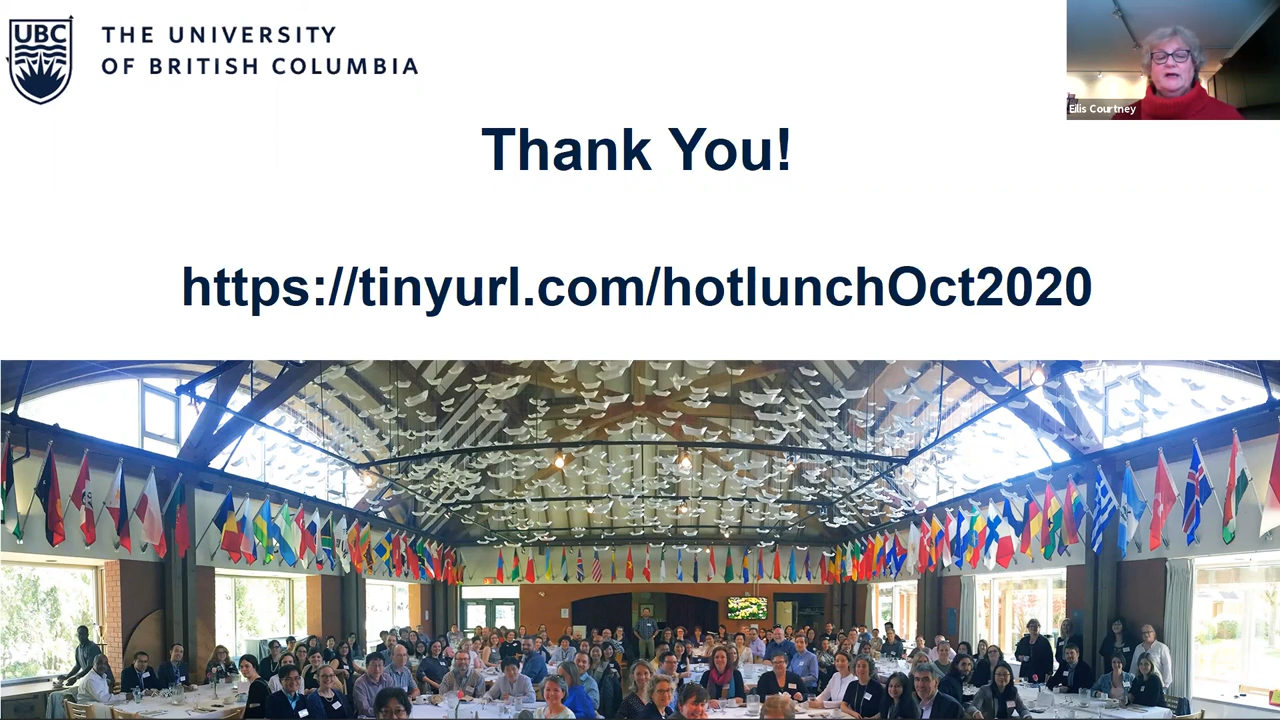 UBC
THE UNIVERSITY
OF BRITISH COLUMBIA
Eilis Courtney
Thank You!
https://tinyurl.com/hotlunchOct2020